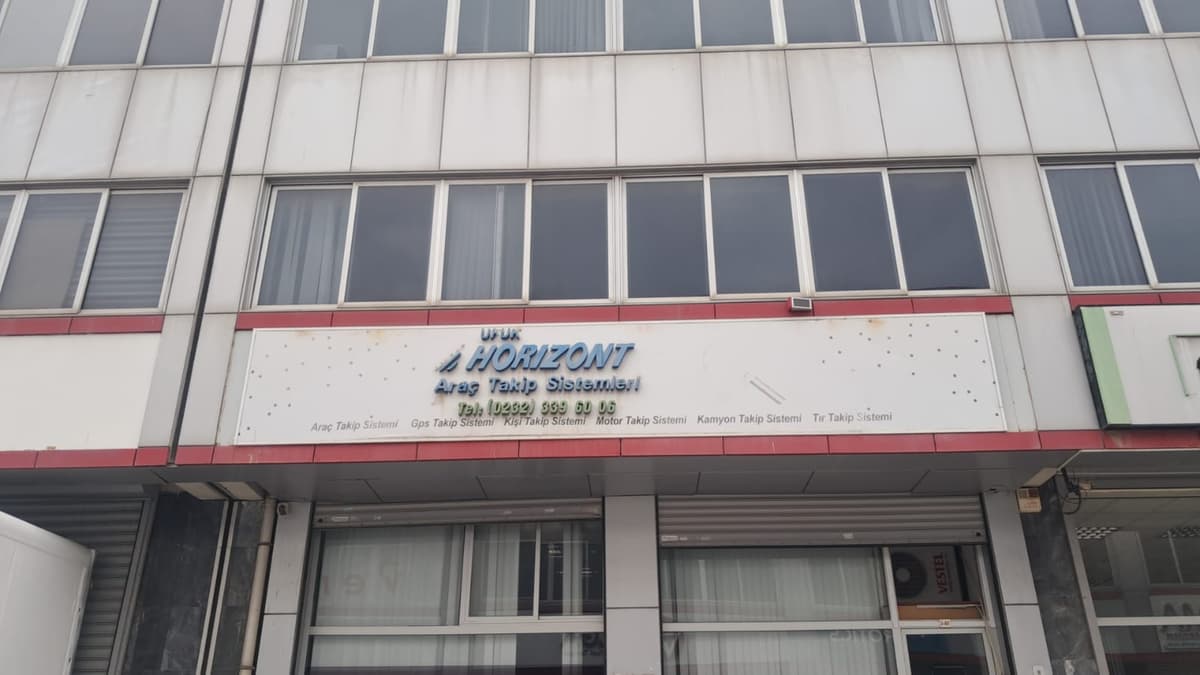 UFUK
HORIZONT
Araç Takip Sistemleri
Tel: (0232) 339 60 06
Araç Takip Sistemi Gps Takip Sistemi Kişi Takip Sistemi Motor Takip Sistemi Kamyon Takip Sistemi Tır Takip Sistemi
VESTEL